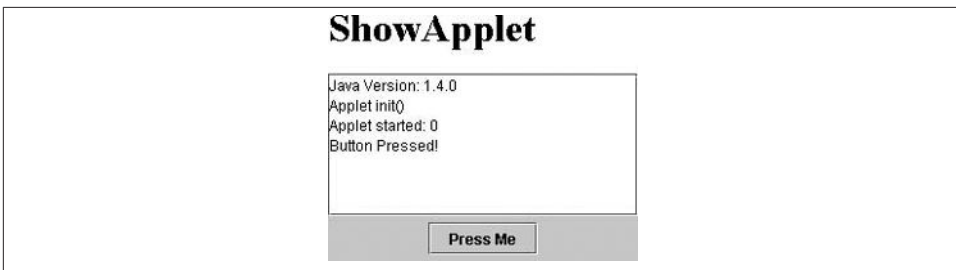 ShowApplet
Java Version: 1.4.0
Applet init()
Applet started: 0
Button Pressed!
Press Me